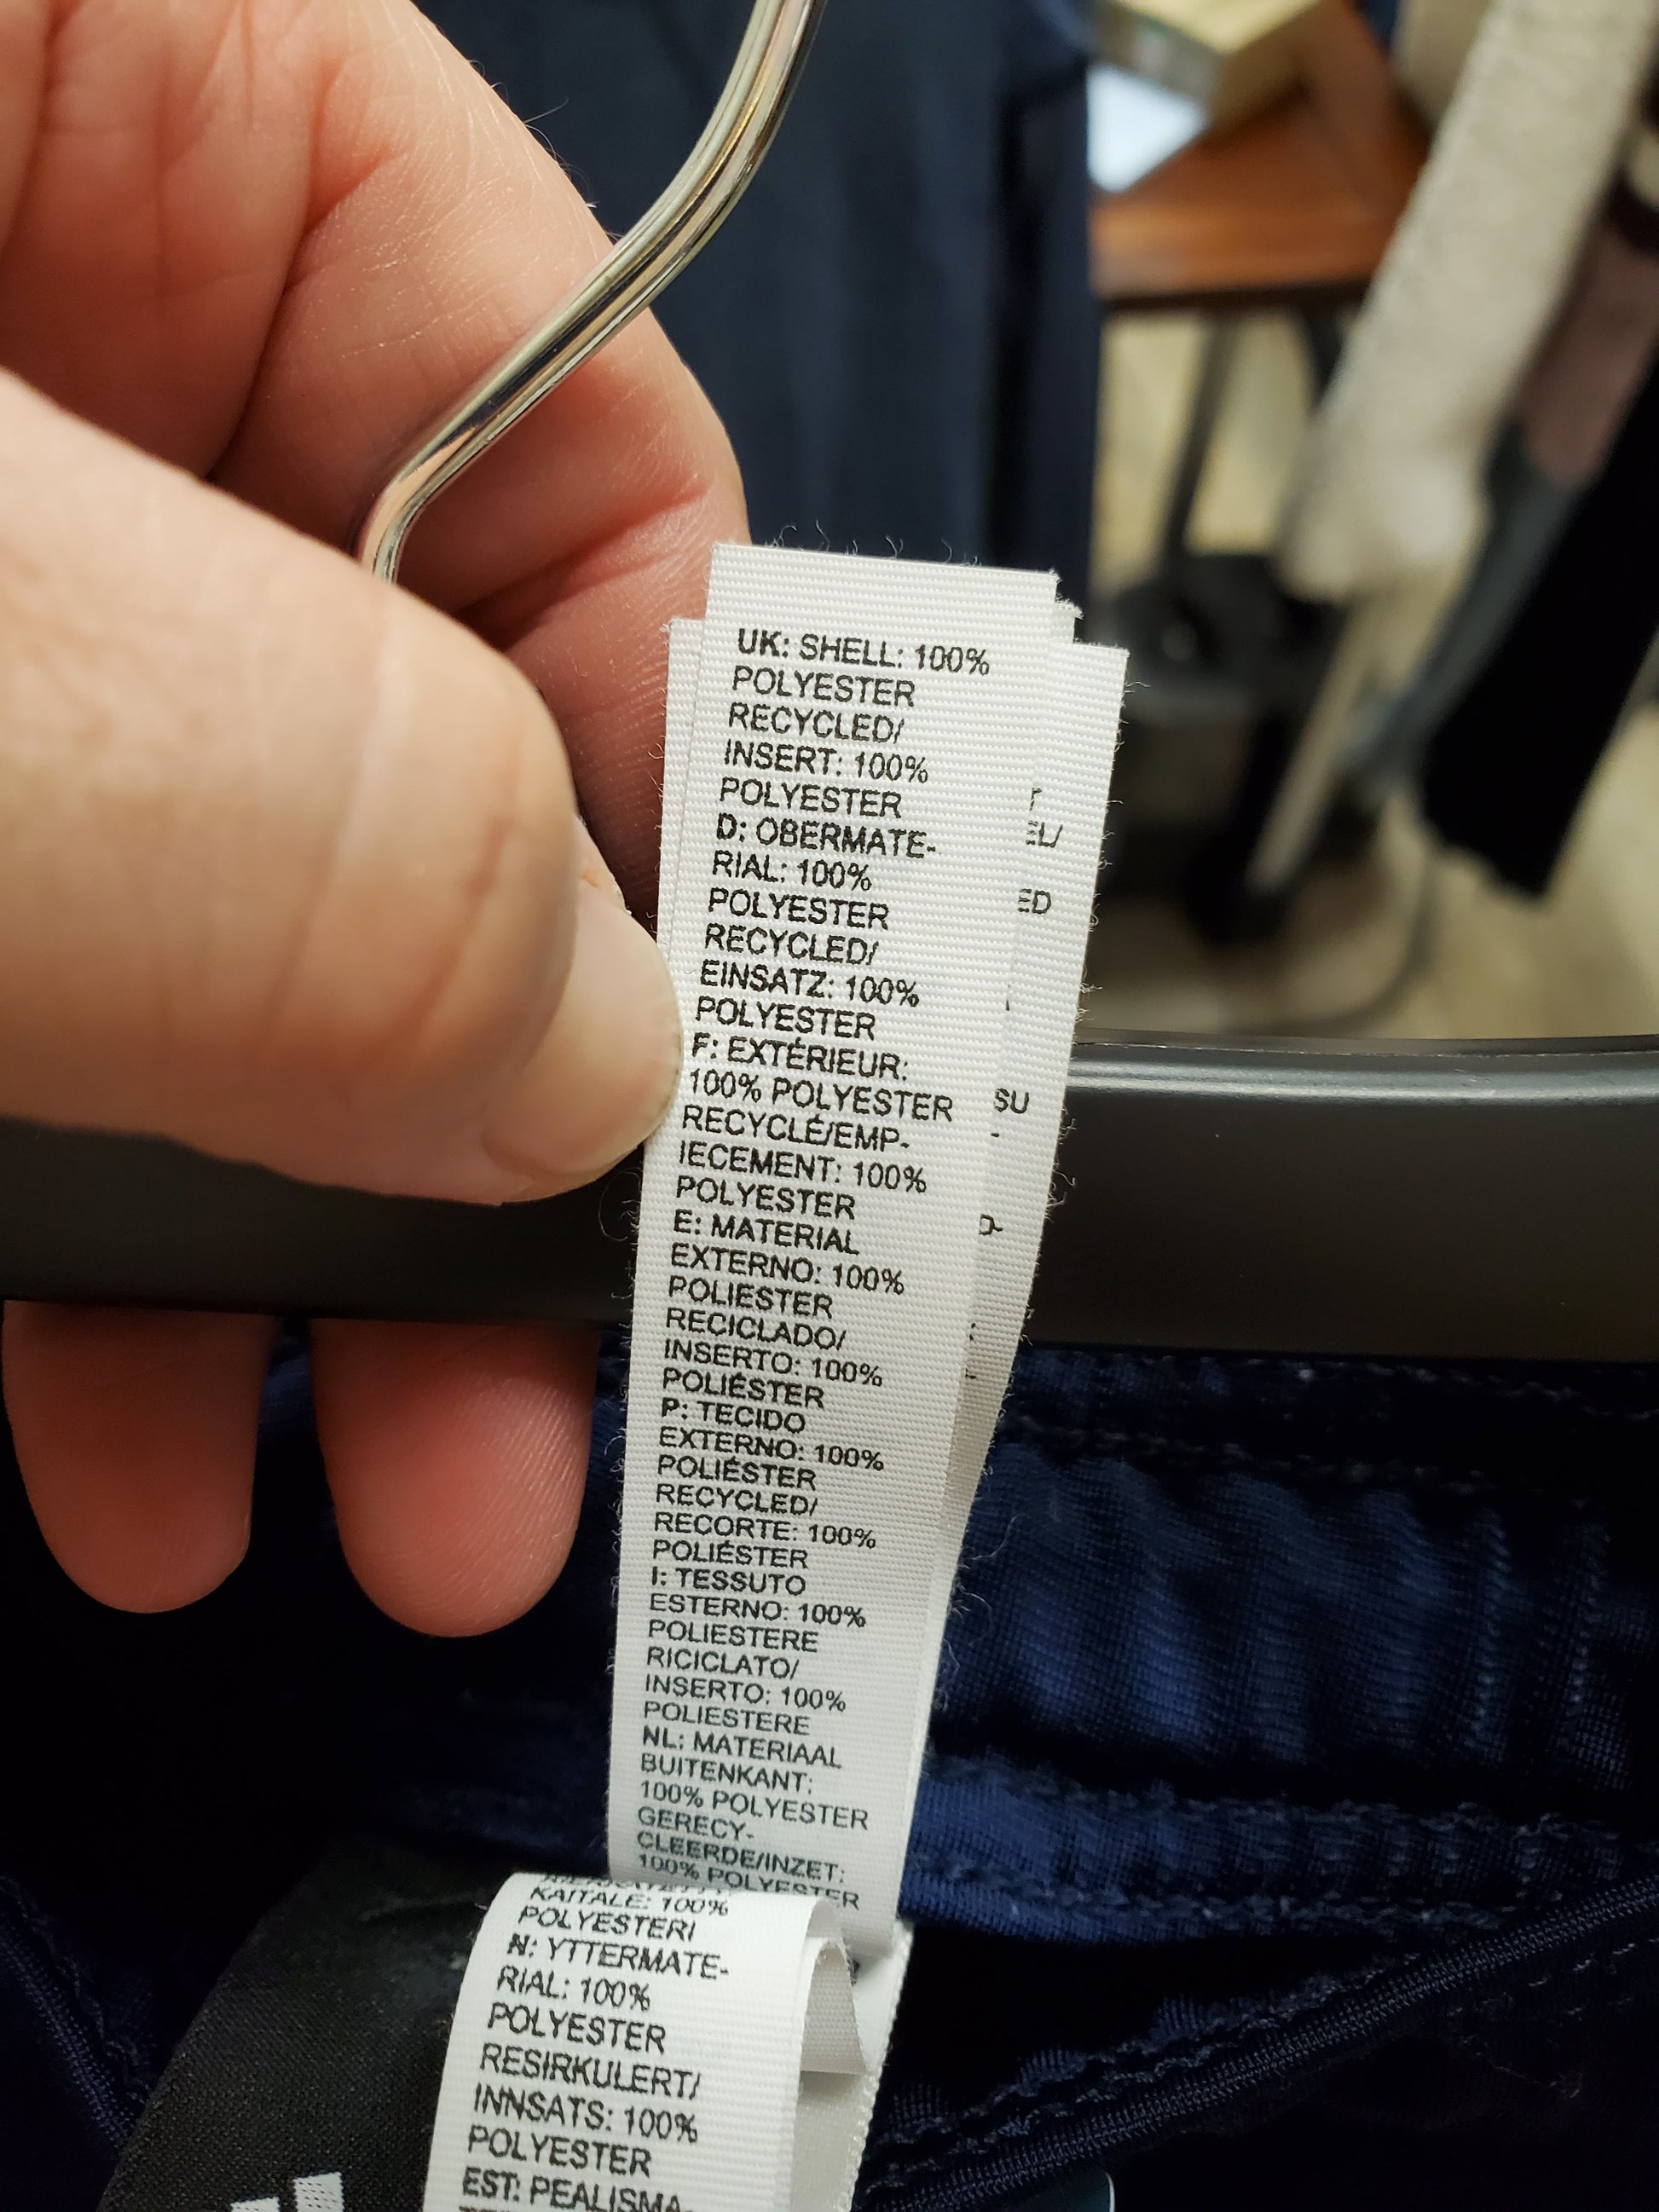 UK: SHELL: 100%
POLYESTER
RECYCLED/
INSERT: 100%
POLYESTER
D: OBERMATE-
RIAL: 100%
POLYESTER
RECYCLED/
EINSATZ: 100%
POLYESTER
F: EXTÉRIEUR:
100% POLYESTER
RECYCLÉ/EMP-
IECEMENT: 100%
POLYESTER
E: MATERIAL
EXTERNO: 100%
POLIESTER
RECICLADO/
INSERTO: 100%
POLIÉSTER
P: TECIDO
EXTERNO: 100%
POLIÉSTER
RECYCLED/
RECORTE: 100%
POLIÉSTER
I: TESSUTO
ESTERNO: 100%
POLIESTERE
RICICLATO/
INSERTO: 100%
POLIESTERE
NL: MATERIAAL
BUITENKANT:
100% POLYESTER
GERECY-
CLEERDE/INZET:
100% POLYESTER
KAITALE: 100%
POLYESTERI
N: YTTERMATE-
RIAL: 100%
POLYESTER
RESIRKULERT/
INNSATS: 100%
POLYESTER
EST: PEALISMA-
EL/
ED
SU